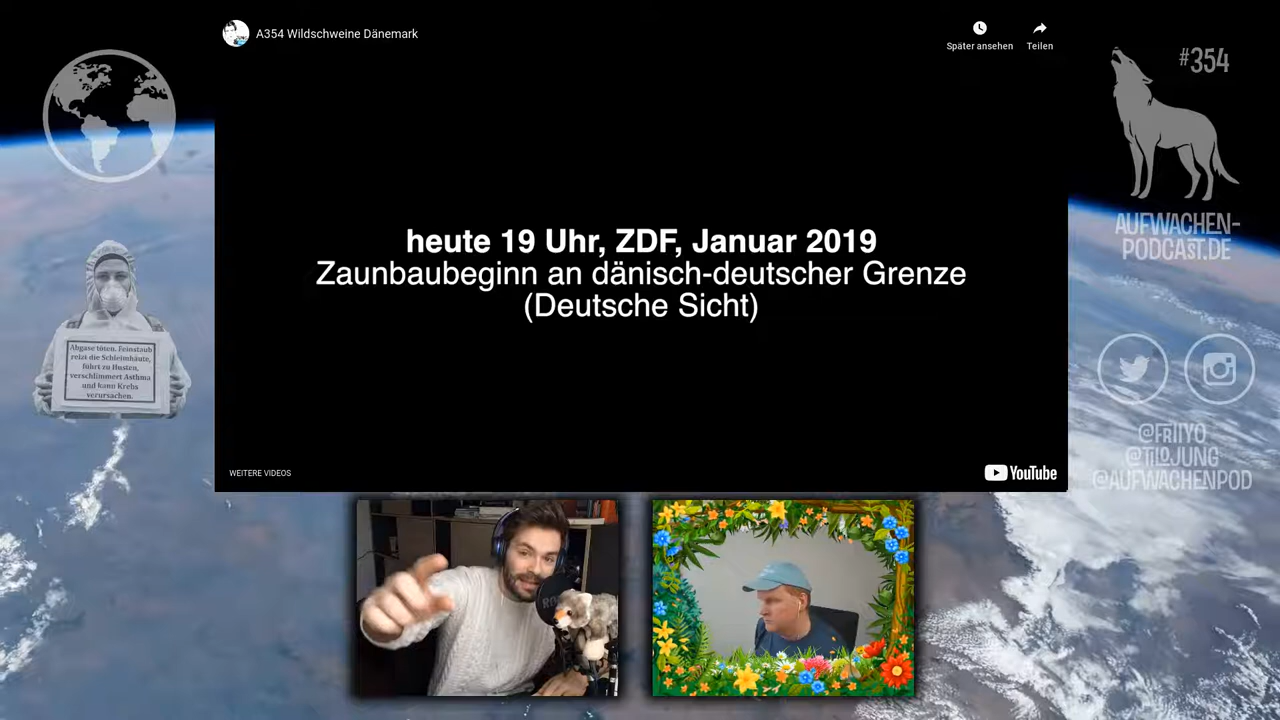 A354 Wildschweine Dänemark
Später ansehen
Teilen
#354
heute 19 Uhr, ZDF, Januar 2019
Zaunbaubeginn an dänisch-deutscher Grenze
(Deutsche Sicht)
AUFWACHEN-
PODCAST.DE
Abgase töten. Feinstaub
reizt die Schleimhäute,
führt zu Husten,
verschlimmert Asthma
und kann Krebs
verursachen.
@FRIIYO
@TILOJUNG
@AUFWACHENPOD
WEITERE VIDEOS
YouTube